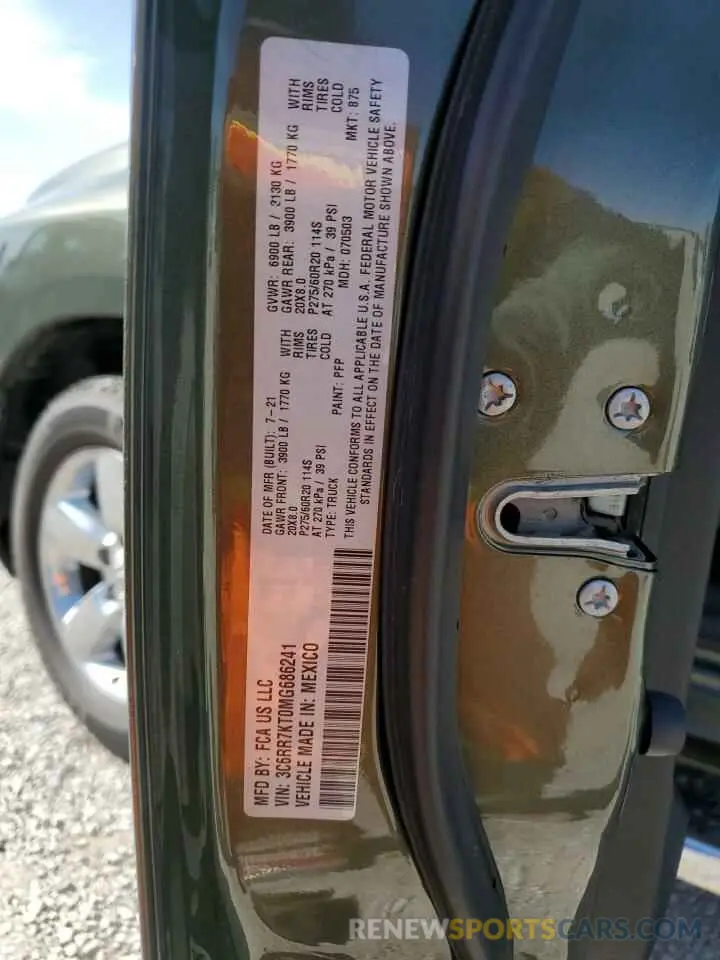 MFD BY: FCA US LLC
DATE OF MFR (BUILT): 7-21
GVWR: 6900 LB / 3130 KG
GAWR FRONT: 3900 LB / 1770 KG WITH
20X8.0 RIMS
P275/60R20 114S TIRES
AT 270 kPa / 39 PSI COLD
GAWR REAR: 3900 LB / 1770 KG WITH
20X8.0 RIMS
P275/60R20 114S TIRES
AT 270 kPa / 39 PSI COLD
TYPE: TRUCK
PAINT: PFP
MDH: 070503
MKT: 875
THIS VEHICLE CONFORMS TO ALL APPLICABLE U.S.A. FEDERAL MOTOR VEHICLE SAFETY
STANDARDS IN EFFECT ON THE DATE OF MANUFACTURE SHOWN ABOVE.
VIN: 3C6RR7KT0MG686241
VEHICLE MADE IN: MEXICO
RENEWSPORTSCARS.COM